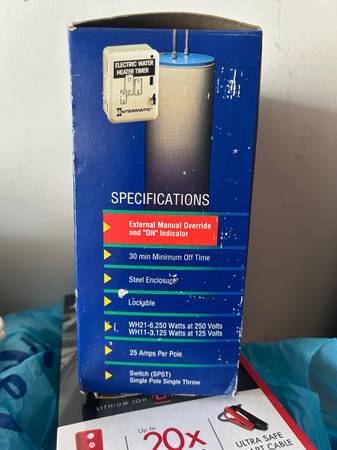 ELECTRIC WATER
HEATER TIMER
INTERMATIC
SPECIFICATIONS
External Manual Override
and "ON" Indicator
30 min Minimum Off Time
Steel Enclosure
Lockable
WH21-6,250 Watts at 250 Volts
WH11-3,125 Watts at 125 Volts
25 Amps Per Pole
Switch (SPST)
Single Pole Single Throw
LITHIUM ION
Up to
20x
ULTRA SAFE
CABLE